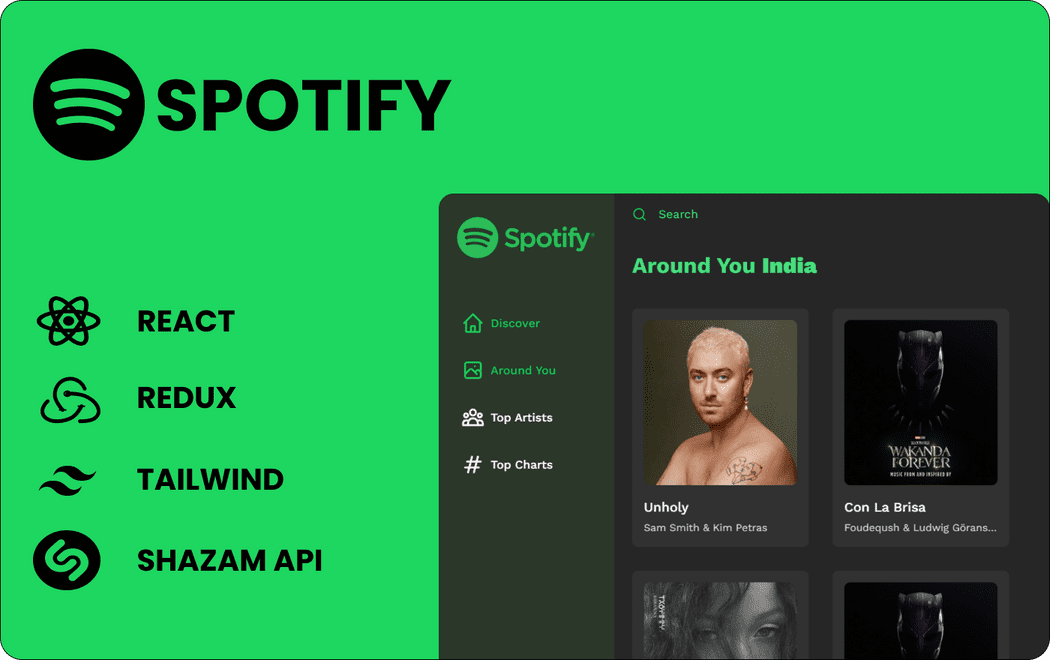 SPOTIFY
REACT
REDUX
TAILWIND
SHAZAM API
Spotify
Discover
Around You
Top Artists
Top Charts
Search
Around You India
Unholy
Sam Smith & Kim Petras
WAKANDA
FOREVER
MUSIC FROM AND INSPIRED BY
Con La Brisa
Foudeqush & Ludwig Görans...